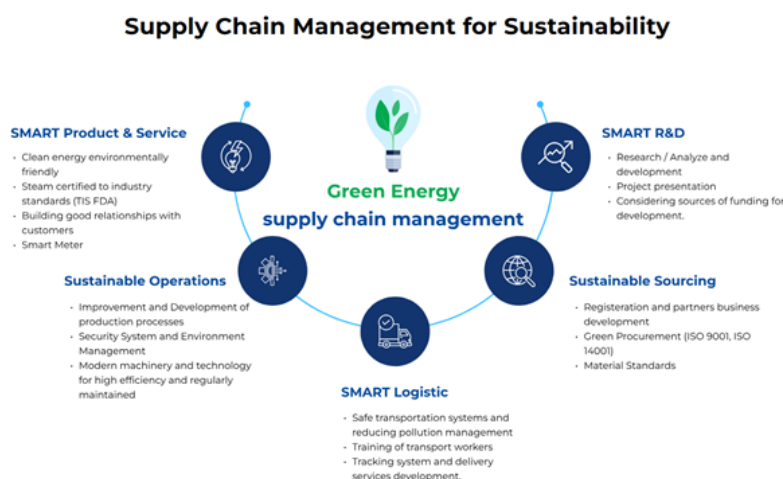 Supply Chain Management for Sustainability
Green Energy
supply chain management
SMART Product & Service
• Clean energy environmentally
friendly
• Steam certified to industry
standards (TIS FDA)
• Building good relationships with
customers
• Smart Meter
Sustainable Operations
• Improvement and Development of
production processes
• Security System and Environment
Management
• Modern machinery and technology
for high efficiency and regularly
maintained
SMART Logistic
• Safe transportation systems and
reducing pollution management
• Training of transport workers
• Tracking system and delivery
services development.
Sustainable Sourcing
• Registeration and partners business
development
• Green Procurement (ISO 9001, ISO
14001)
• Material Standards
SMART R&D
• Research / Analyze and
development
• Project presentation
• Considering sources of funding for
development.